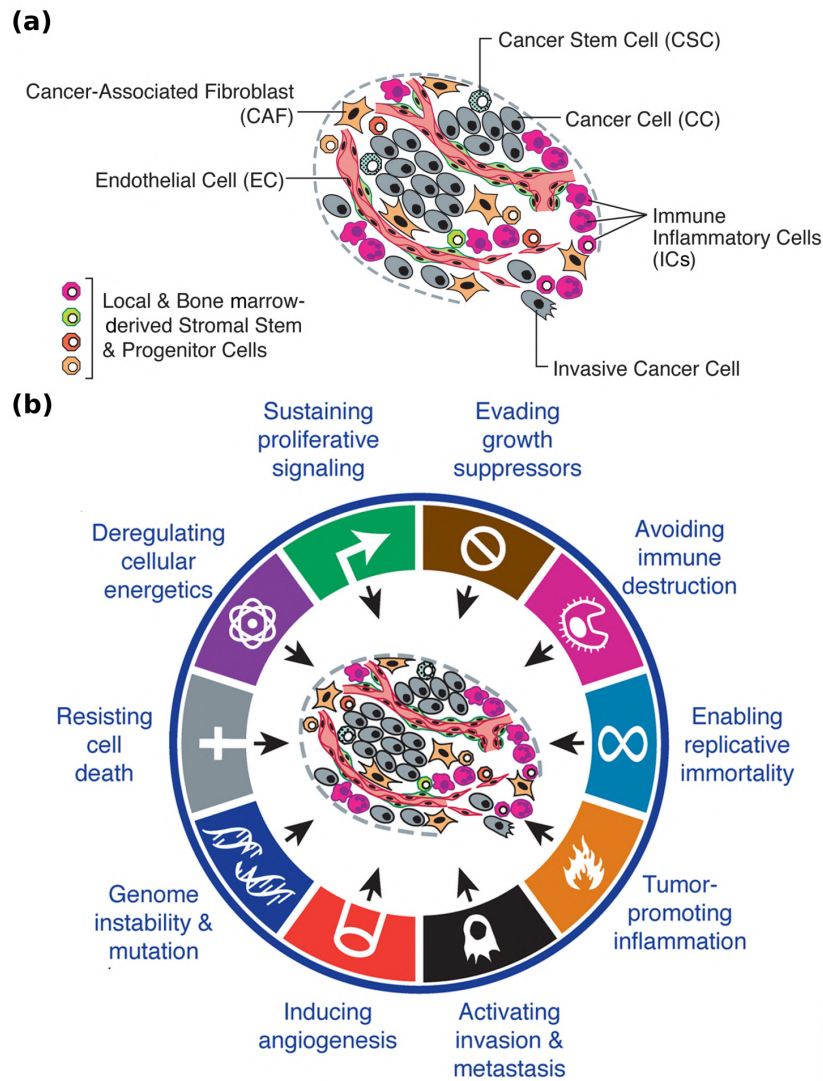 (a)
Cancer Stem Cell (CSC)
Cancer-Associated Fibroblast
(CAF)
Cancer Cell (CC)
Endothelial Cell (EC)
Immune
Inflammatory Cells
(ICs)
Local & Bone marrow-
derived Stromal Stem
& Progenitor Cells
Invasive Cancer Cell
(b)
Sustaining
proliferative
signaling
Evading
growth
suppressors
Deregulating
cellular
energetics
Avoiding
immune
destruction
Resisting
cell
death
Enabling
replicative
immortality
Genome
instability &
mutation
Tumor-
promoting
inflammation
Inducing
angiogenesis
Activating
invasion &
metastasis